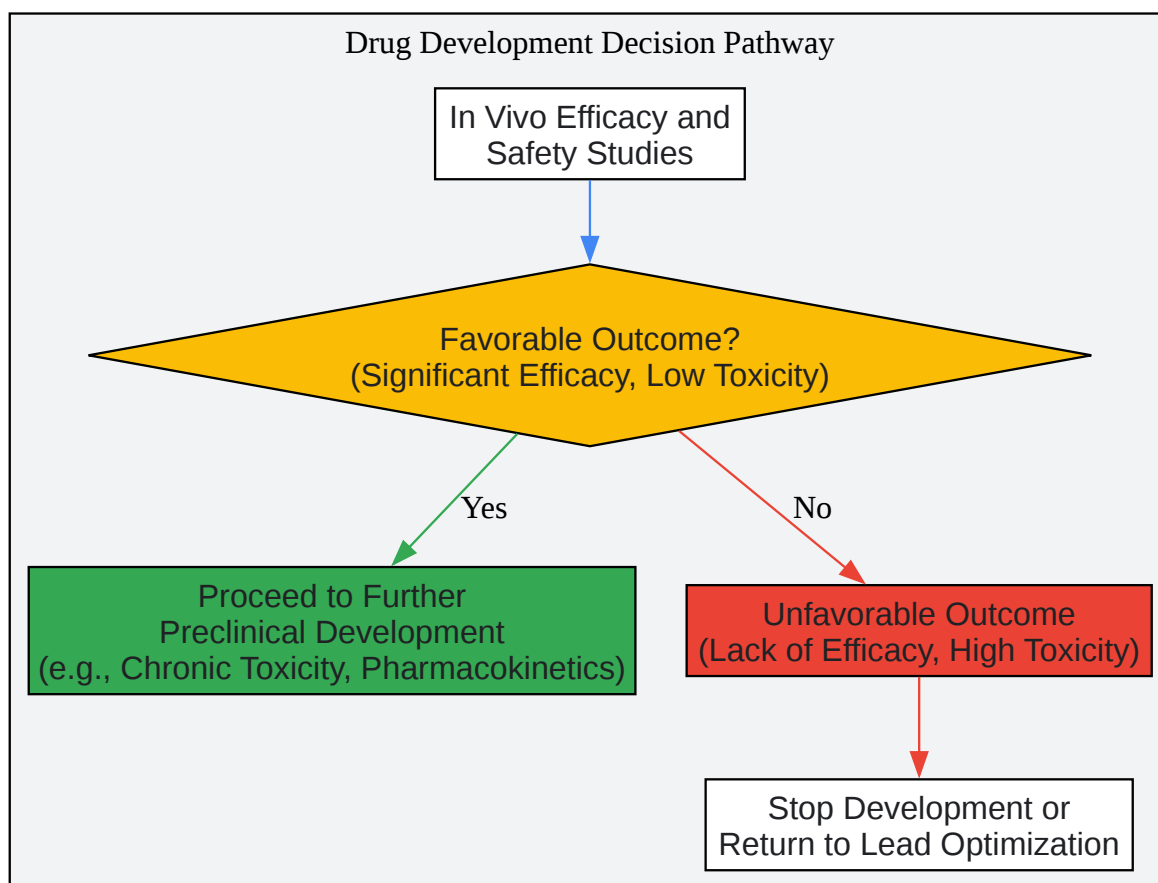 Drug Development Decision Pathway
In Vivo Efficacy and
Safety Studies
Favorable Outcome?
(Significant Efficacy, Low Toxicity)
Yes
No
Proceed to Further
Preclinical Development
(e.g., Chronic Toxicity, Pharmacokinetics)
Unfavorable Outcome
(Lack of Efficacy, High Toxicity)
Stop Development or
Return to Lead Optimization